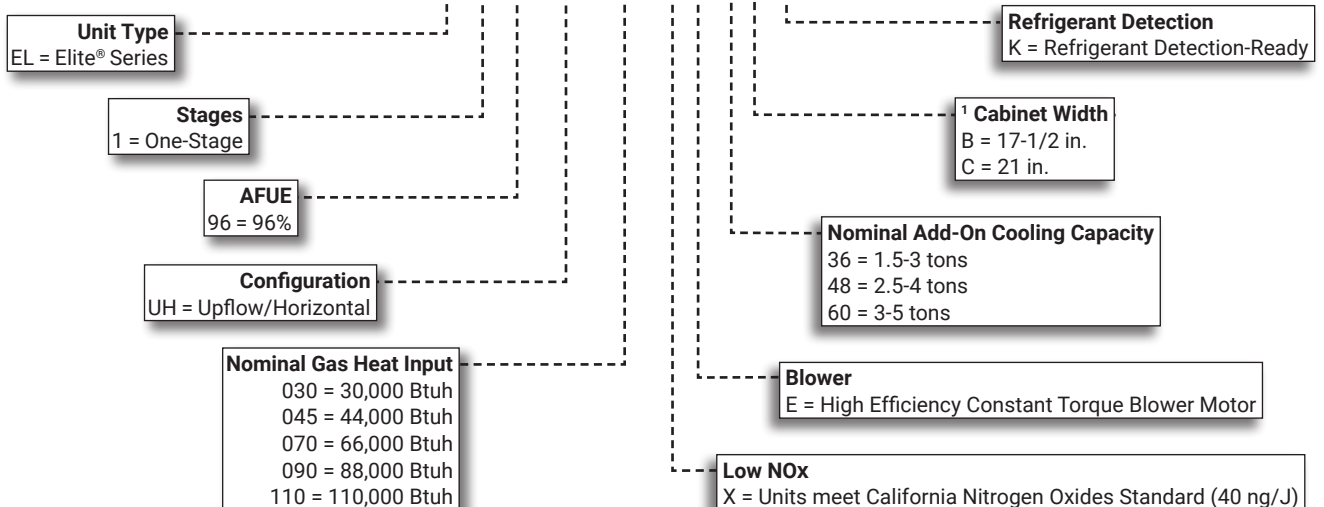 Unit Type
EL = Elite® Series
Stages
1 = One-Stage
AFUE
96 = 96%
Configuration
UH = Upflow/Horizontal
Nominal Gas Heat Input
030 = 30,000 Btuh
045 = 44,000 Btuh
070 = 66,000 Btuh
090 = 88,000 Btuh
110 = 110,000 Btuh
Refrigerant Detection
K = Refrigerant Detection-Ready
¹ Cabinet Width
B = 17-1/2 in.
C = 21 in.
Nominal Add-On Cooling Capacity
36 = 1.5-3 tons
48 = 2.5-4 tons
60 = 3-5 tons
Blower
E = High Efficiency Constant Torque Blower Motor
Low NOx
X = Units meet California Nitrogen Oxides Standard (40 ng/J)